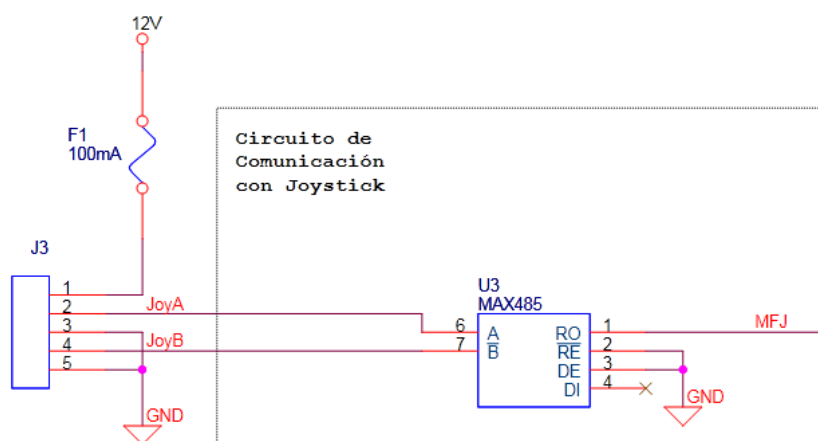 12V
F1
100mA
Circuito de
Comunicación
con Joystick
J3
1
2
3
4
5
JoyA
JoyB
GND
U3
MAX485
6
7
A
B
RO
RE
DE
DI
1
2
3
4
MFJ
GND